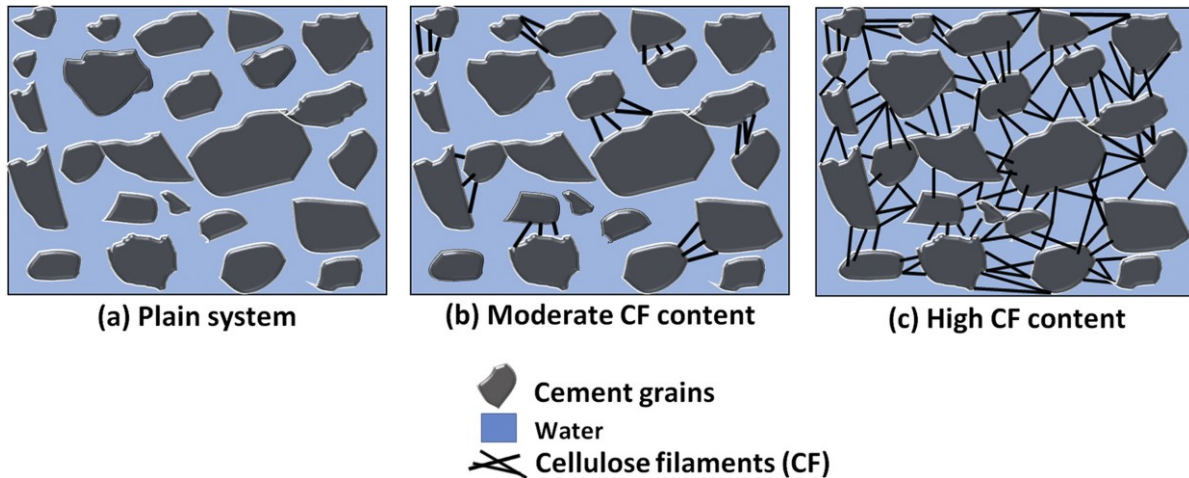 (a) Plain system
(b) Moderate CF content
(c) High CF content
Cement grains
Water
Cellulose filaments (CF)